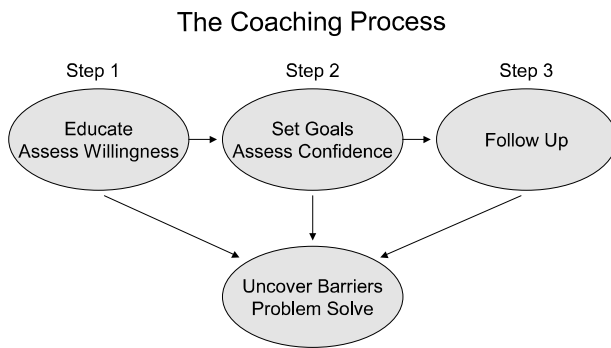 The Coaching Process
Step 1
Step 2
Step 3
Educate
Assess Willingness
Set Goals
Assess Confidence
Follow Up
Uncover Barriers
Problem Solve